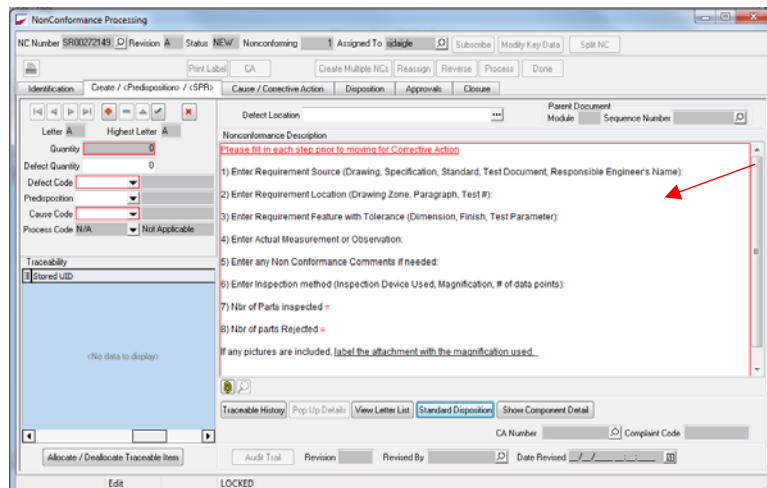 NonConformance Processing
NC Number SR00272149 Revision A Status NEW Nonconforming 1 Assigned To sjdaigle Subscribe Modify Key Data Split NC
Print Label CA Create Multiple NCs Reassign Reverse Process Done
Identification Create / <Predisposition> / <SPR> Cause / Corrective Action Disposition Approvals Closure
Letter A Highest Letter A
Quantity 0
Defect Quantity 0
Defect Code
Predisposition
Cause Code
Process Code N/A Not Applicable
Traceability
Stored UID
<No data to display>
Allocate / Deallocate Traceable Item
Defect Location ...
Parent Document
Module Sequence Number
Nonconformance Description
Please fill in each step prior to moving for Corrective Action
1) Enter Requirement Source (Drawing, Specification, Standard, Test Document, Responsible Engineer's Name):
2) Enter Requirement Location (Drawing Zone, Paragraph, Test #):
3) Enter Requirement Feature with Tolerance (Dimension, Finish, Test Parameter):
4) Enter Actual Measurement or Observation:
5) Enter any Non Conformance Comments if needed:
6) Enter Inspection method (Inspection Device Used, Magnification, # of data points):
7) Nbr of Parts inspected =
8) Nbr of parts Rejected =
If any pictures are included, label the attachment with the magnification used.
Traceable History Pop Up Details View Letter List Standard Disposition Show Component Detail
CA Number Complaint Code
Audit Trail Revision Revised By Date Revised __/__/____ __:__:__
Edit LOCKED